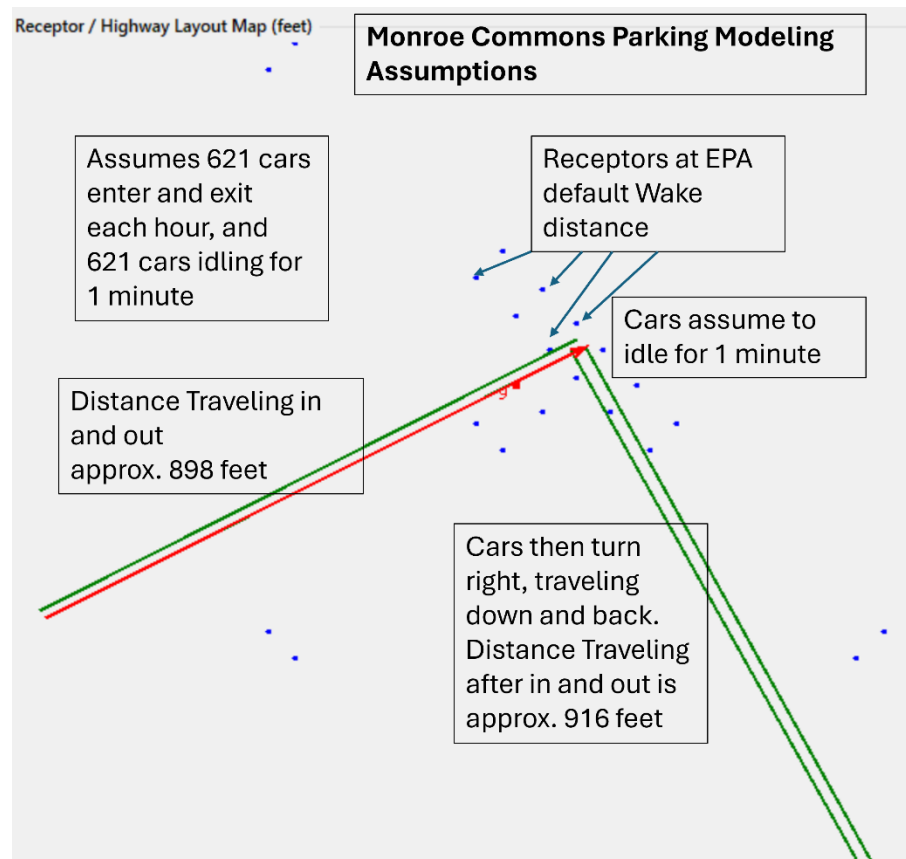 Receptor / Highway Layout Map (feet)
Monroe Commons Parking Modeling
Assumptions
Assumes 621 cars
enter and exit
each hour, and
621 cars idling for
1 minute
Receptors at EPA
default Wake
distance
Cars assume to
idle for 1 minute
Distance Traveling in
and out
approx. 898 feet
Cars then turn
right, traveling
down and back.
Distance Traveling
after in and out is
approx. 916 feet